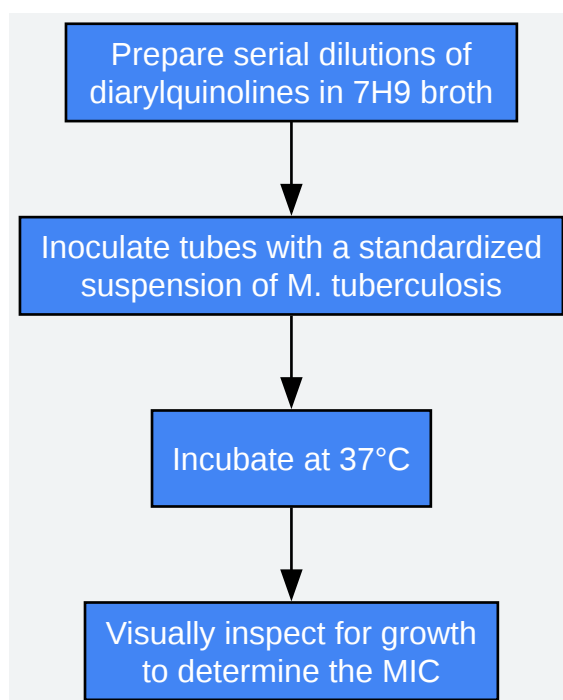 Prepare serial dilutions of
diarylquinolines in 7H9 broth
Inoculate tubes with a standardized
suspension of M. tuberculosis
Incubate at 37°C
Visually inspect for growth
to determine the MIC